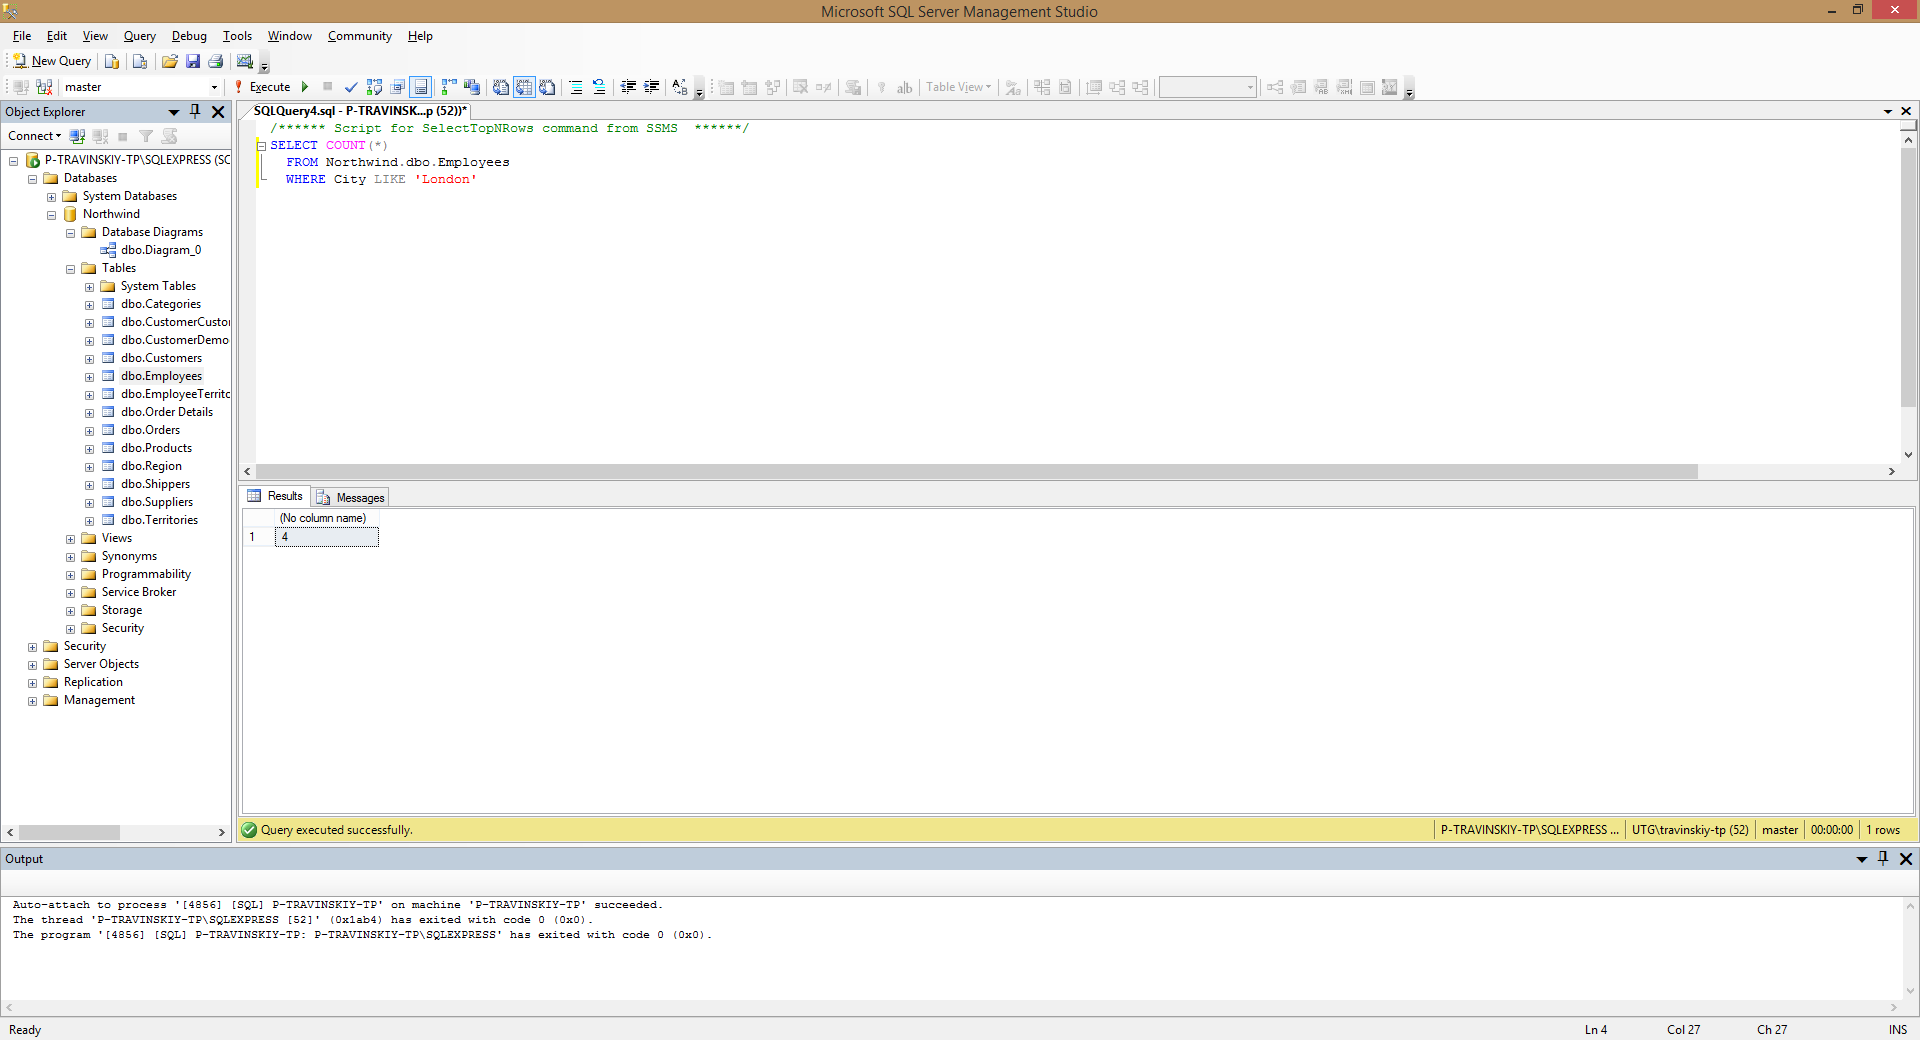 Microsoft SQL Server Management Studio
File Edit View Query Debug Tools Window Community Help
New Query
master Execute Table View
Object Explorer
Connect
P-TRAVINSKIY-TP\SQLEXPRESS (SC
Databases
System Databases
Northwind
Database Diagrams
dbo.Diagram_0
Tables
System Tables
dbo.Categories
dbo.CustomerCustor
dbo.CustomerDemo
dbo.Customers
dbo.Employees
dbo.EmployeeTerritc
dbo.Order Details
dbo.Orders
dbo.Products
dbo.Region
dbo.Shippers
dbo.Suppliers
dbo.Territories
Views
Synonyms
Programmability
Service Broker
Storage
Security
Security
Server Objects
Replication
Management
SQLQuery4.sql - P-TRAVINSK...p (52))*
/****** Script for SelectTopNRows command from SSMS  ******/
SELECT COUNT(*)
FROM Northwind.dbo.Employees
WHERE City LIKE 'London'
Results Messages
(No column name)
1 4
Query executed successfully. P-TRAVINSKIY-TP\SQLEXPRESS ... UTG\travinskiy-tp (52) master 00:00:00 1 rows
Output
Auto-attach to process '[4856] [SQL] P-TRAVINSKIY-TP' on machine 'P-TRAVINSKIY-TP' succeeded.
The thread 'P-TRAVINSKIY-TP\SQLEXPRESS [52]' (0x1ab4) has exited with code 0 (0x0).
The program '[4856] [SQL] P-TRAVINSKIY-TP: P-TRAVINSKIY-TP\SQLEXPRESS' has exited with code 0 (0x0).
Ready Ln 4 Col 27 Ch 27 INS